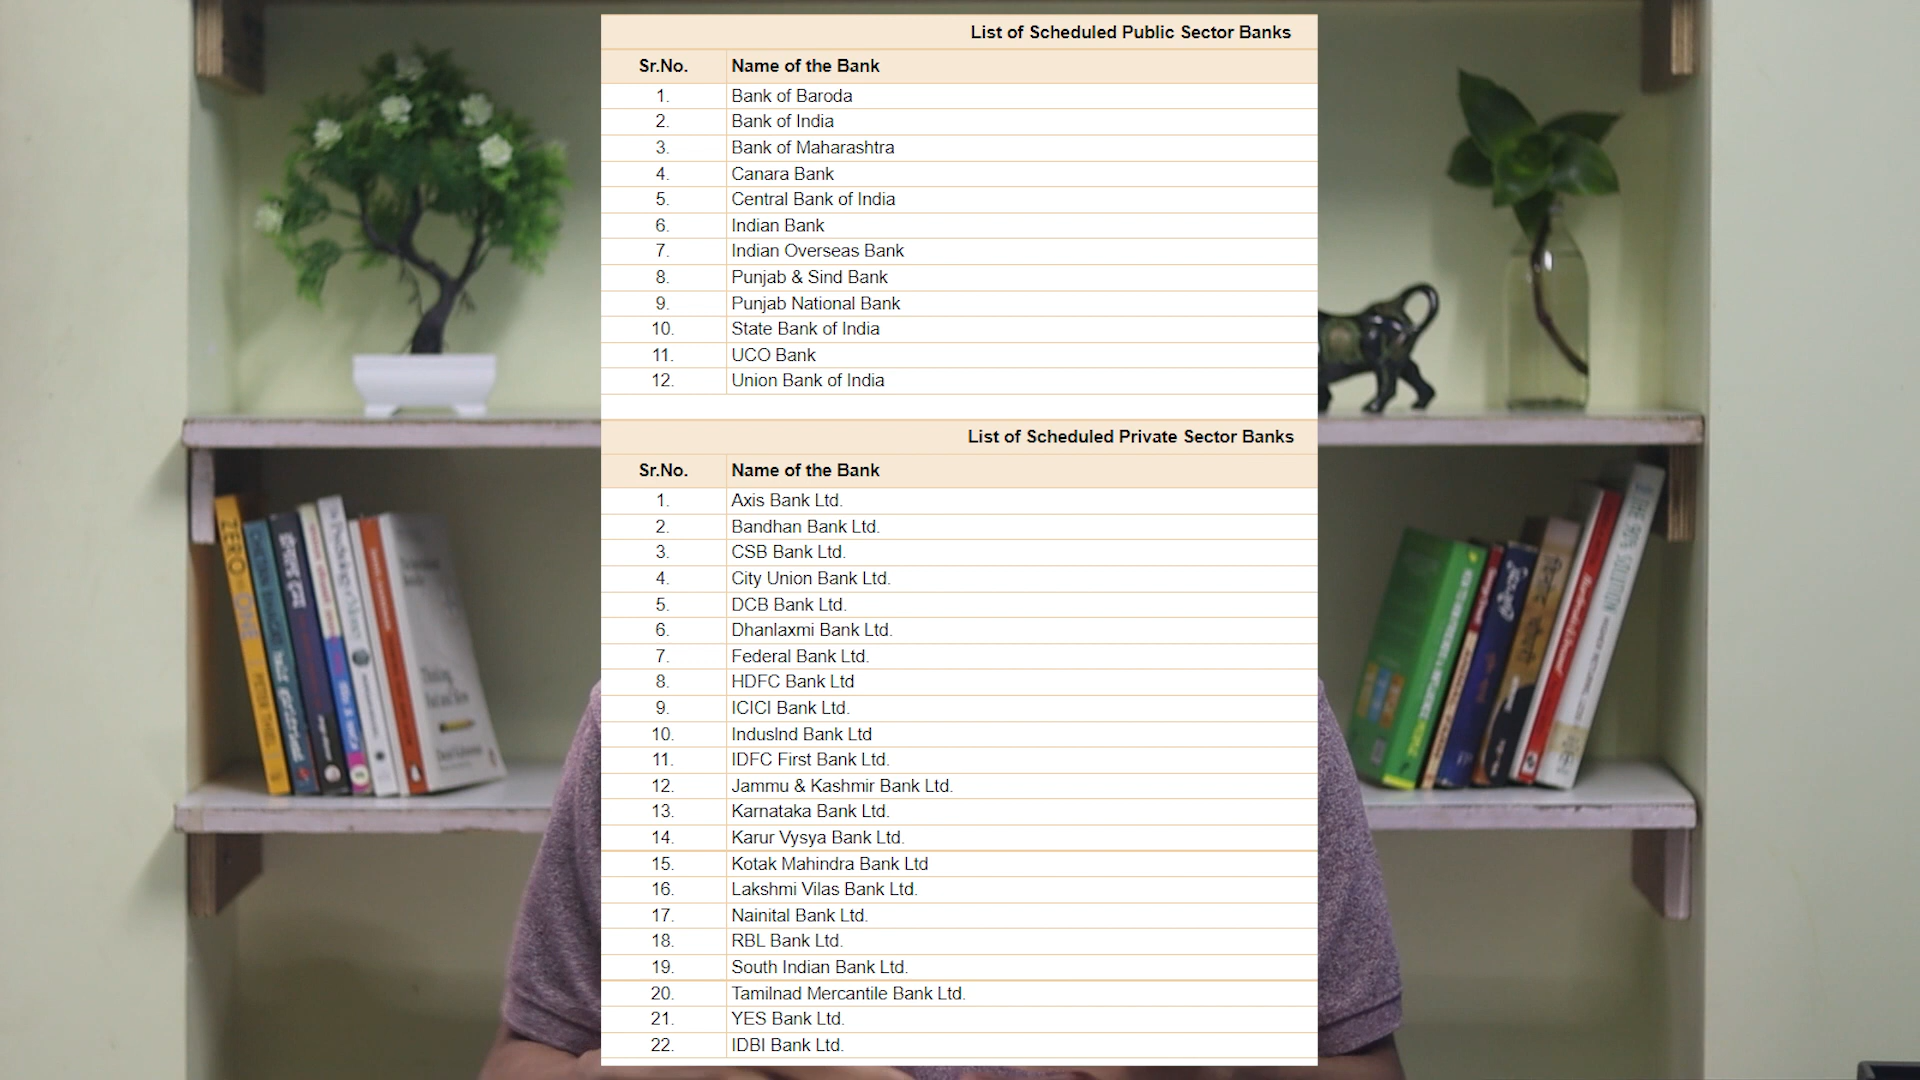 List of Scheduled Public Sector Banks
Sr.No. Name of the Bank
1. Bank of Baroda
2. Bank of India
3. Bank of Maharashtra
4. Canara Bank
5. Central Bank of India
6. Indian Bank
7. Indian Overseas Bank
8. Punjab & Sind Bank
9. Punjab National Bank
10. State Bank of India
11. UCO Bank
12. Union Bank of India
List of Scheduled Private Sector Banks
Sr.No. Name of the Bank
1. Axis Bank Ltd.
2. Bandhan Bank Ltd.
3. CSB Bank Ltd.
4. City Union Bank Ltd.
5. DCB Bank Ltd.
6. Dhanlaxmi Bank Ltd.
7. Federal Bank Ltd.
8. HDFC Bank Ltd
9. ICICI Bank Ltd.
10. IndusInd Bank Ltd
11. IDFC First Bank Ltd.
12. Jammu & Kashmir Bank Ltd.
13. Karnataka Bank Ltd.
14. Karur Vysya Bank Ltd.
15. Kotak Mahindra Bank Ltd
16. Lakshmi Vilas Bank Ltd.
17. Nainital Bank Ltd.
18. RBL Bank Ltd.
19. South Indian Bank Ltd.
20. Tamilnad Mercantile Bank Ltd.
21. YES Bank Ltd.
22. IDBI Bank Ltd.
ZERO TO ONE PETER THIEL